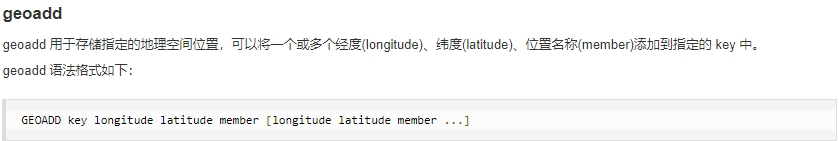 geoadd
geoadd 用于存储指定的地理空间位置，可以将一个或多个经度(longitude)、纬度(latitude)、位置名称(member)添加到指定的 key 中。
geoadd 语法格式如下：
GEOADD key longitude latitude member [longitude latitude member ...]